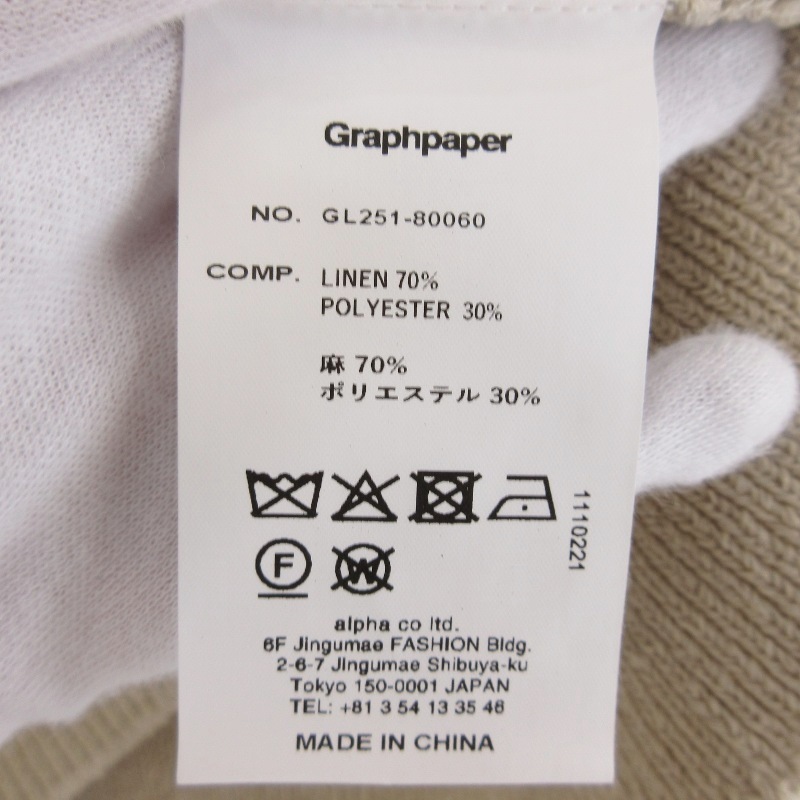 Graphpaper
NO. GL251-80060
COMP. LINEN 70%
POLYESTER 30%
麻 70%
ポリエステル 30%
1110221
F
W
alpha co ltd.
6F Jingumae FASHION Bldg.
2-6-7 Jingumae Shibuya-ku
Tokyo 150-0001 JAPAN
TEL: +81 3 54 13 35 48
MADE IN CHINA